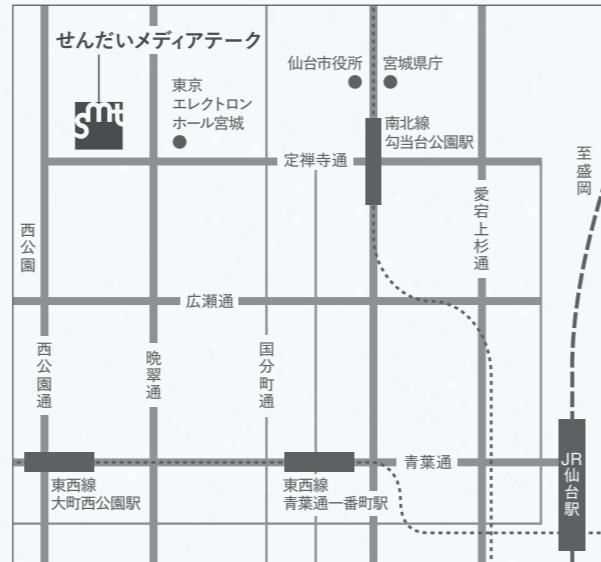 せんだいメディアテーク
smt
東京
エレクトロン
ホール宮城
仙台市役所
宮城県庁
南北線
勾当台公園駅
定禅寺通
至盛岡
愛宕上杉通
西公園
広瀬通
西公園通
晩翠通
国分町通
青葉通
東西線
大町西公園駅
東西線
青葉通一番町駅
JR仙台駅